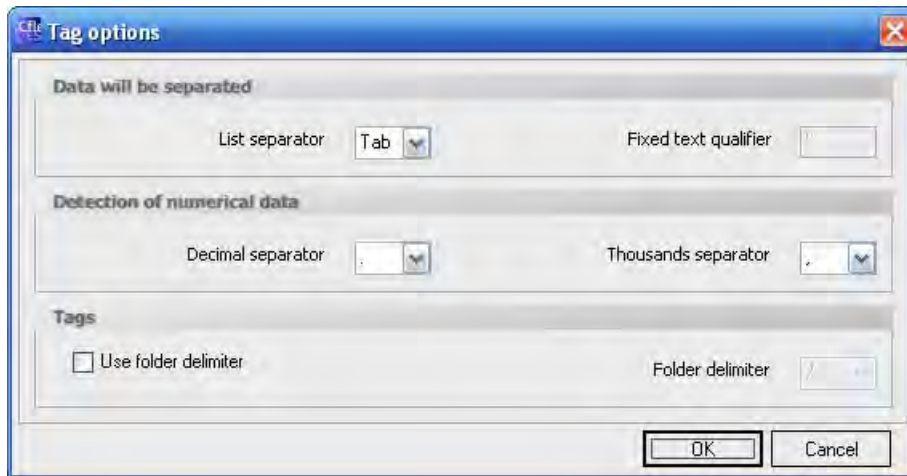 Tag options
Data will be separated
List separator Tab Fixed text qualifier
Detection of numerical data
Decimal separator . Thousands separator ,
Tags
Use folder delimiter Folder delimiter /
OK Cancel